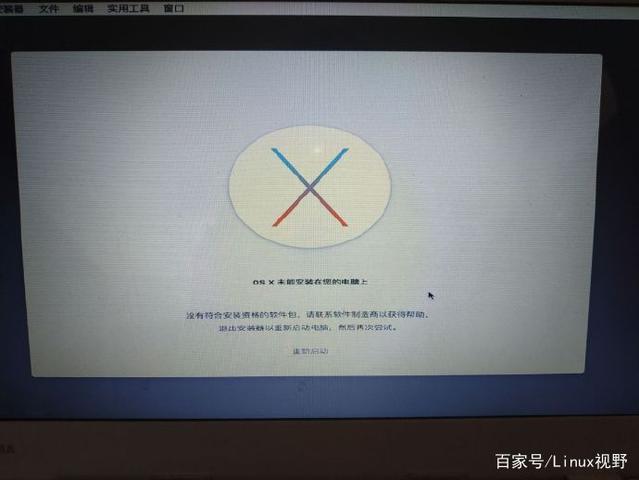 文件 编辑 实用工具 窗口
OS X 未能安装在您的电脑上
没有符合安装资格的软件包。请联系软件制造商以获得帮助。
退出安装器以重新启动电脑,然后再次尝试。
重新启动
百家号/Linux视野